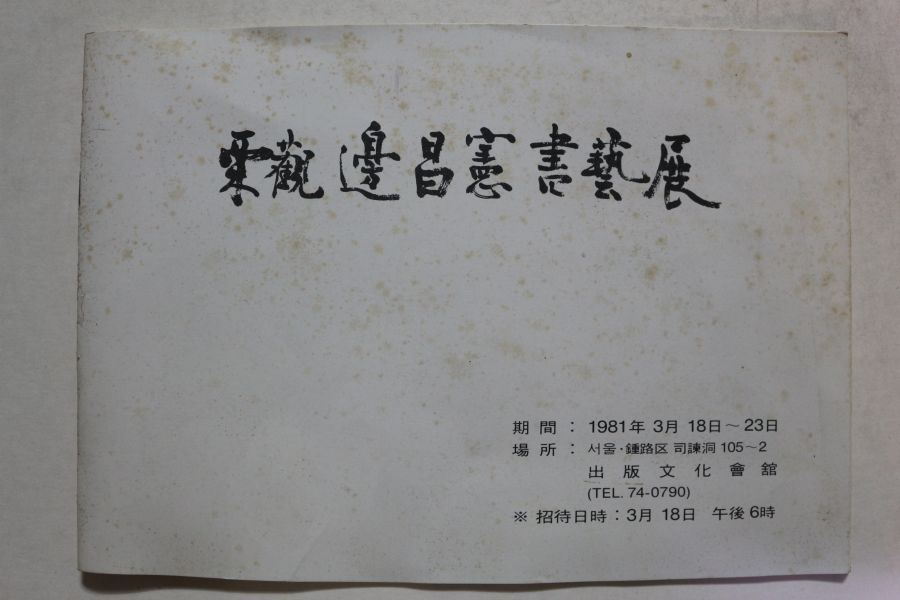 栗觀 邊昌憲 書藝展
期間 : 1981年 3月 18日～23日
場所 : 서울·鍾路区 司諫洞 105～2
出版文化會舘
(TEL. 74-0790)
※ 招待日時 : 3月 18日 午後 6時